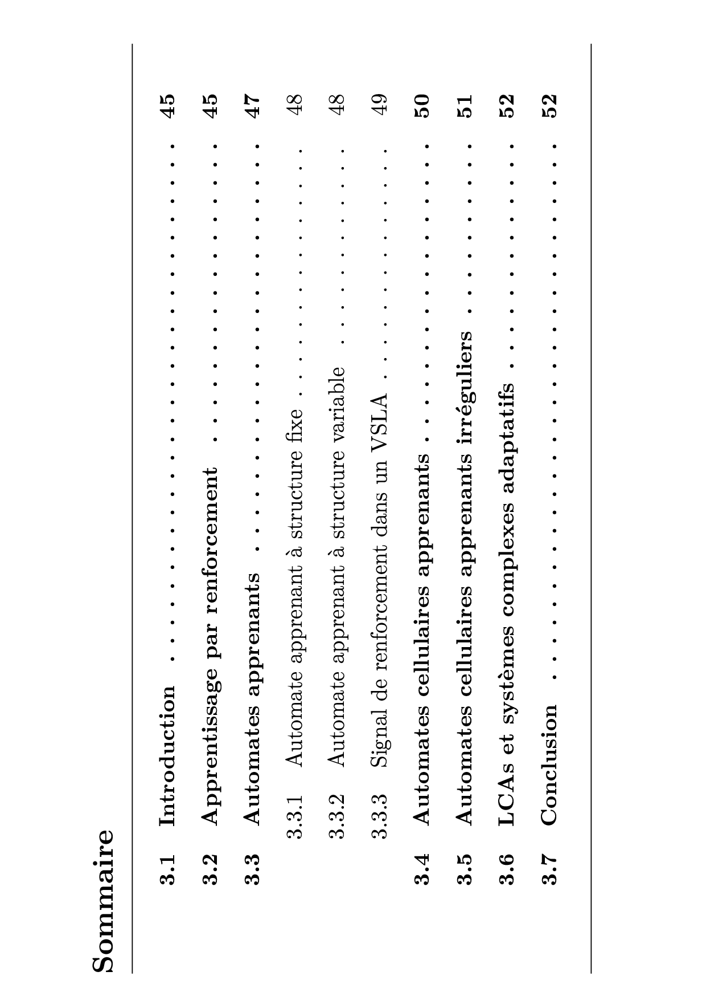 Sommaire
3.1 Introduction . . . . . . . . . . . . . . . . . . . . . . . . . . . . . 45
3.2 Apprentissage par renforcement . . . . . . . . . . . . . . . . . 45
3.3 Automates apprenants . . . . . . . . . . . . . . . . . . . . . . . 47
3.3.1 Automate apprenant à structure fixe . . . . . . . . . . . . . . . 48
3.3.2 Automate apprenant à structure variable . . . . . . . . . . . . 48
3.3.3 Signal de renforcement dans un VSLA . . . . . . . . . . . . . . 49
3.4 Automates cellulaires apprenants . . . . . . . . . . . . . . . . . 50
3.5 Automates cellulaires apprenants irréguliers . . . . . . . . . . 51
3.6 LCAs et systèmes complexes adaptatifs . . . . . . . . . . . . . 52
3.7 Conclusion . . . . . . . . . . . . . . . . . . . . . . . . . . . . . . 52